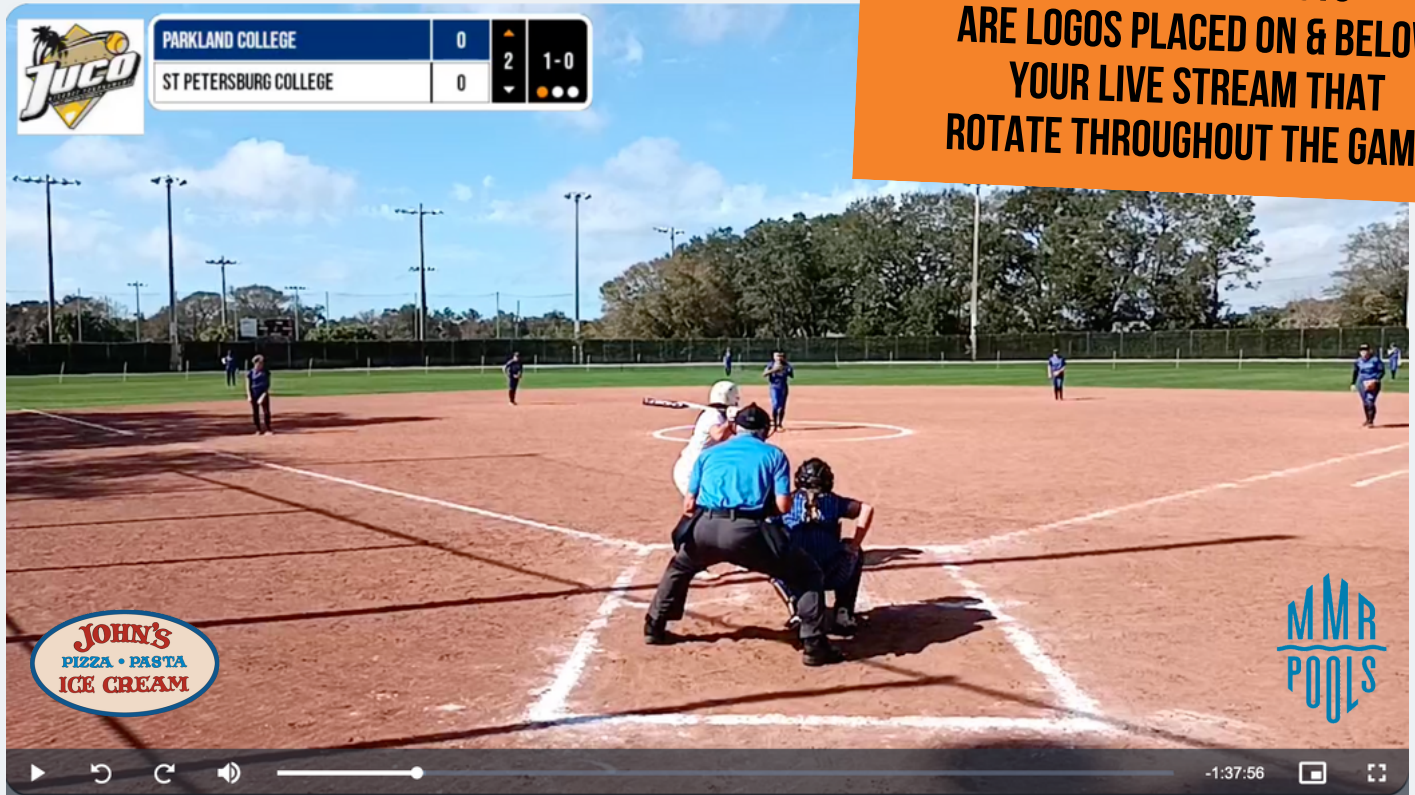 JUCO
PARKLAND COLLEGE 0
ST PETERSBURG COLLEGE 0
2
1-0
ARE LOGOS PLACED ON & BELO
YOUR LIVE STREAM THAT
ROTATE THROUGHOUT THE GAM
JOHN'S
PIZZA • PASTA
ICE CREAM
MMR
POOLS
-1:37:56